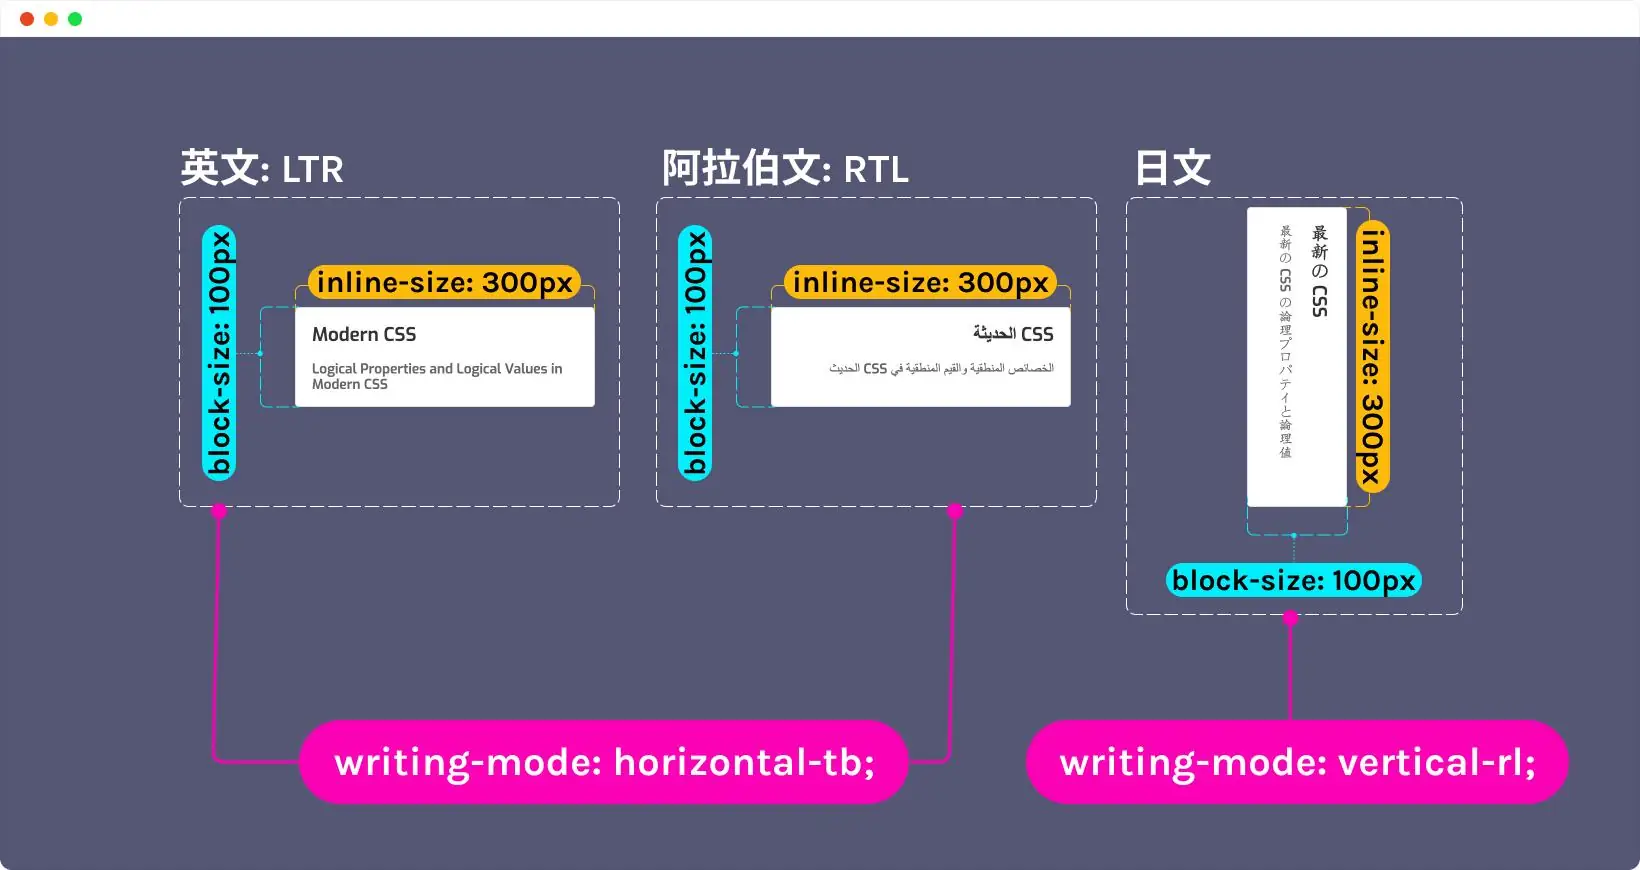 英文: LTR
block-size: 100px
inline-size: 300px
Modern CSS
Logical Properties and Logical Values in
Modern CSS
阿拉伯文: RTL
block-size: 100px
inline-size: 300px
CSS الحديثة
الخصائص المنطقية والقيم المنطقية في CSS الحديث
日文
最新の CSS
最新の CSS の論理プロパティと論理値
inline-size: 300px
block-size: 100px
writing-mode: horizontal-tb;
writing-mode: vertical-rl;